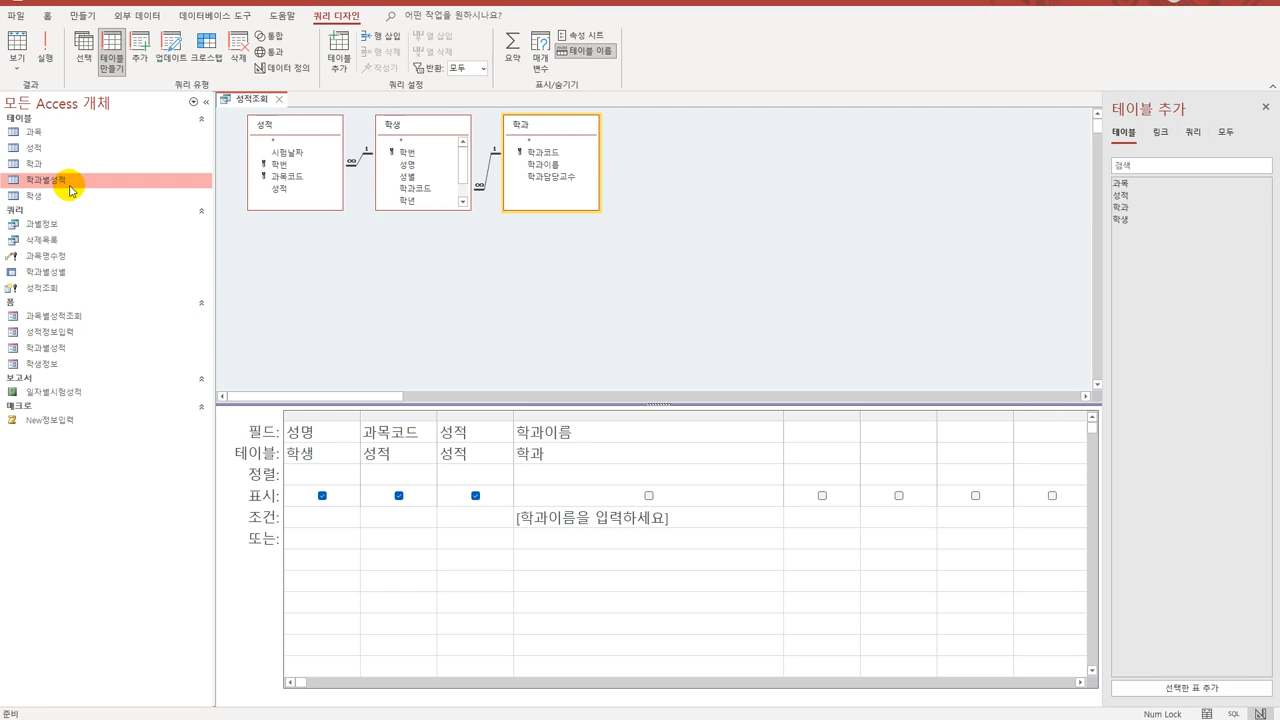 파일 홈 만들기 외부 데이터 데이터베이스 도구 도움말 쿼리 디자인 어떤 작업을 원하시나요?
보기 실행 선택 테이블 만들기 추가 업데이트 크로스탭 삭제
통합
통과
데이터 정의
테이블 추가
행 삽입
행 삭제
작성기
열 삽입
열 삭제
반환: 모두
요약
매개 변수
속성 시트
테이블 이름
결과 쿼리 유형 쿼리 설정 표시/숨기기
모든 Access 개체
테이블
과목
성적
학과
학과별성적
학생
쿼리
과별정보
삭제목록
과목명수정
학과별성별
성적조회
폼
과목별성적조회
성적정보입력
학과별성적
학생정보
보고서
일자별시험성적
매크로
New정보입력
성적조회
성적
*
시험날짜
학번
과목코드
성적
학생
*
학번
성명
성별
학과코드
학년
학과
*
학과코드
학과이름
학과담당교수
1
1
∞
∞
필드: 성명 과목코드 성적 학과이름
테이블: 학생 성적 성적 학과
정렬:
표시:
조건: [학과이름을 입력하세요]
또는:
테이블 추가
테이블 링크 쿼리 모두
검색
과목
성적
학과
학생
선택한 표 추가
준비
Num Lock
SQL